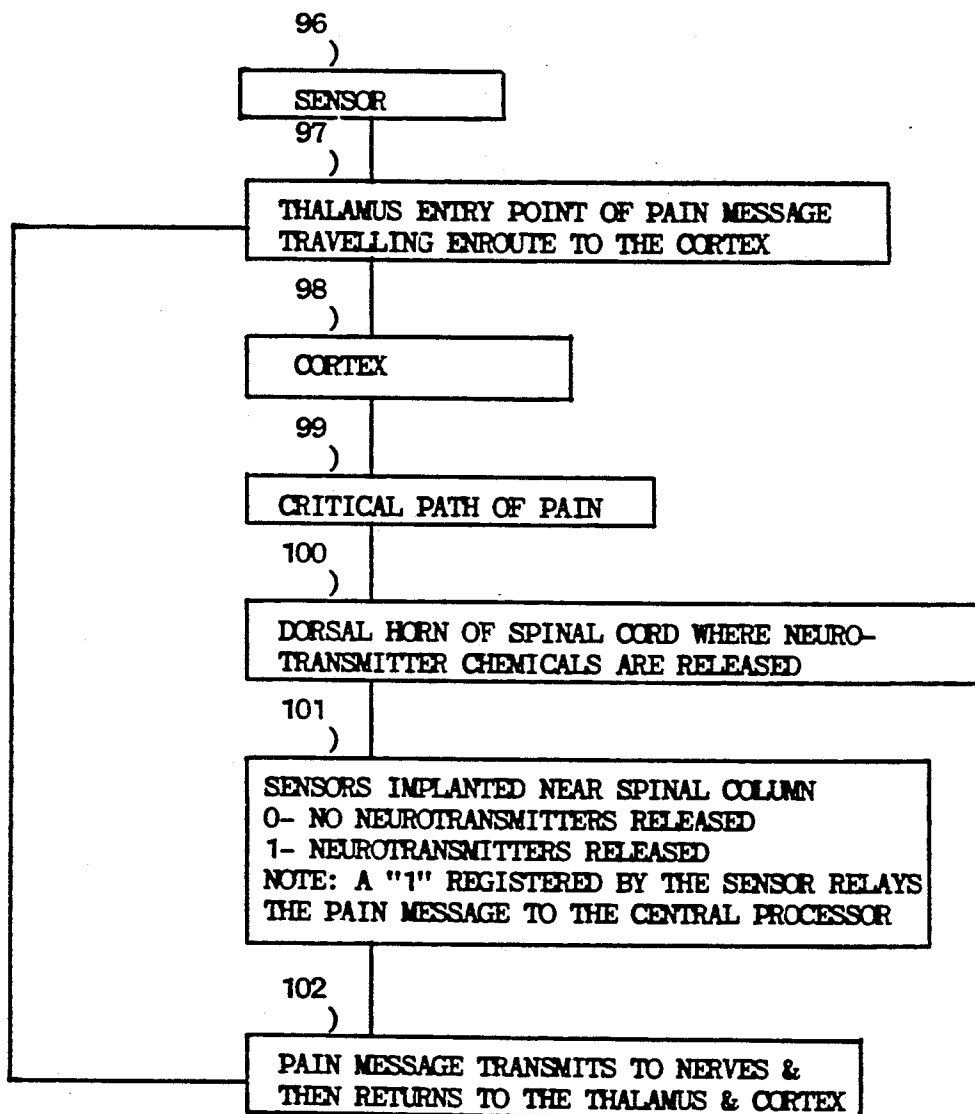 96
)
SENSOR
97
)
THALAMUS ENTRY POINT OF PAIN MESSAGE
TRAVELLING ENROUTE TO THE CORTEX
98
)
CORTEX
99
)
CRITICAL PATH OF PAIN
100
)
DORSAL HORN OF SPINAL CORD WHERE NEURO-
TRANSMITTER CHEMICALS ARE RELEASED
101
)
SENSORS IMPLANTED NEAR SPINAL COLUMN
0- NO NEUROTRANSMITTERS RELEASED
1- NEUROTRANSMITTERS RELEASED
NOTE: A "1" REGISTERED BY THE SENSOR RELAYS
THE PAIN MESSAGE TO THE CENTRAL PROCESSOR
102
)
PAIN MESSAGE TRANSMITS TO NERVES &
THEN RETURNS TO THE THALAMUS & CORTEX